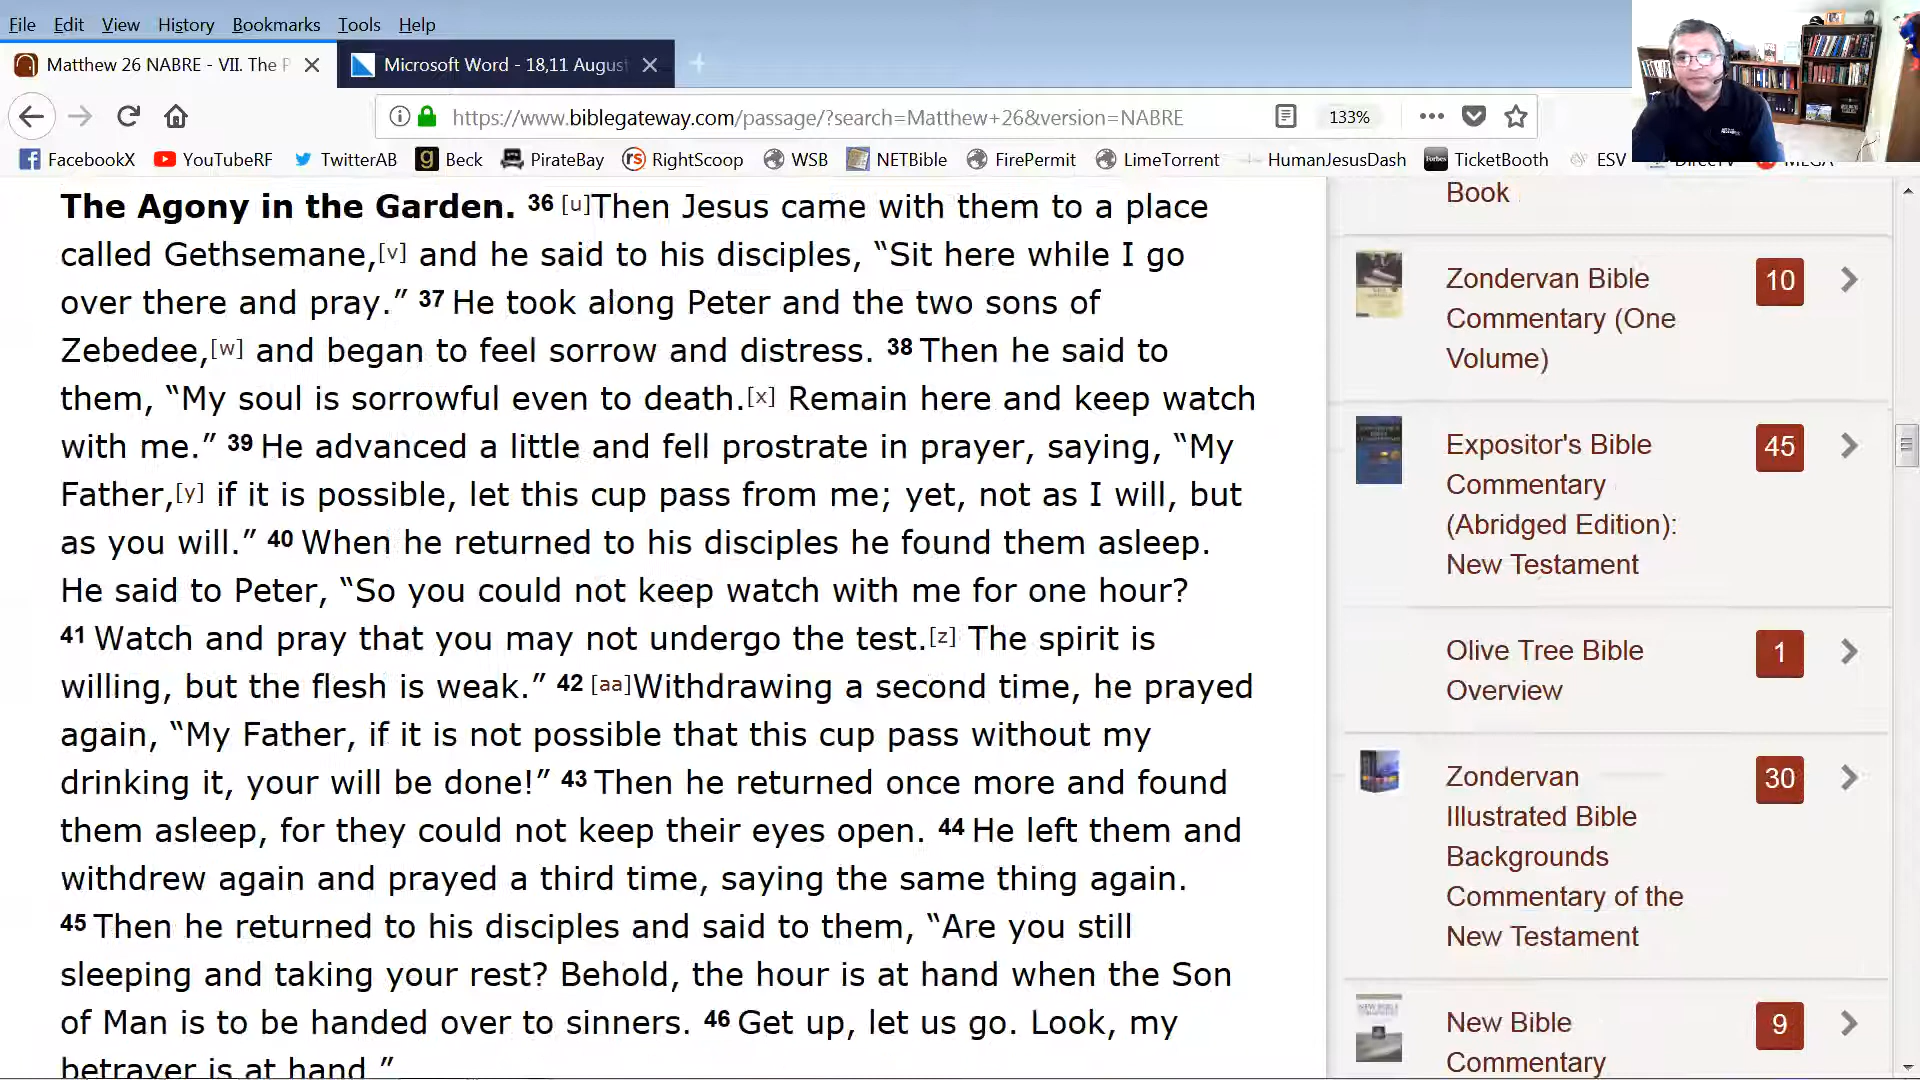 File Edit View History Bookmarks Tools Help
Matthew 26 NABRE - VII. The P
Microsoft Word - 18,11 August
https://www.biblegateway.com/passage/?search=Matthew+26&version=NABRE 133%
FacebookX YouTubeRF TwitterAB Beck PirateBay RightScoop WSB NETBible FirePermit LimeTorrent HumanJesusDash TicketBooth ESV
The Agony in the Garden. 36 [u]Then Jesus came with them to a place
called Gethsemane,[v] and he said to his disciples, “Sit here while I go
over there and pray.” 37 He took along Peter and the two sons of
Zebedee,[w] and began to feel sorrow and distress. 38 Then he said to
them, “My soul is sorrowful even to death.[x] Remain here and keep watch
with me.” 39 He advanced a little and fell prostrate in prayer, saying, “My
Father,[y] if it is possible, let this cup pass from me; yet, not as I will, but
as you will.” 40 When he returned to his disciples he found them asleep.
He said to Peter, “So you could not keep watch with me for one hour?
41 Watch and pray that you may not undergo the test.[z] The spirit is
willing, but the flesh is weak.” 42 [aa]Withdrawing a second time, he prayed
again, “My Father, if it is not possible that this cup pass without my
drinking it, your will be done!” 43 Then he returned once more and found
them asleep, for they could not keep their eyes open. 44 He left them and
withdrew again and prayed a third time, saying the same thing again.
45 Then he returned to his disciples and said to them, “Are you still
sleeping and taking your rest? Behold, the hour is at hand when the Son
of Man is to be handed over to sinners. 46 Get up, let us go. Look, my
betrayer is at hand.”
Book
Zondervan Bible 10
Commentary (One
Volume)
Expositor's Bible 45
Commentary
(Abridged Edition):
New Testament
Olive Tree Bible 1
Overview
Zondervan 30
Illustrated Bible
Backgrounds
Commentary of the
New Testament
New Bible 9
Commentary